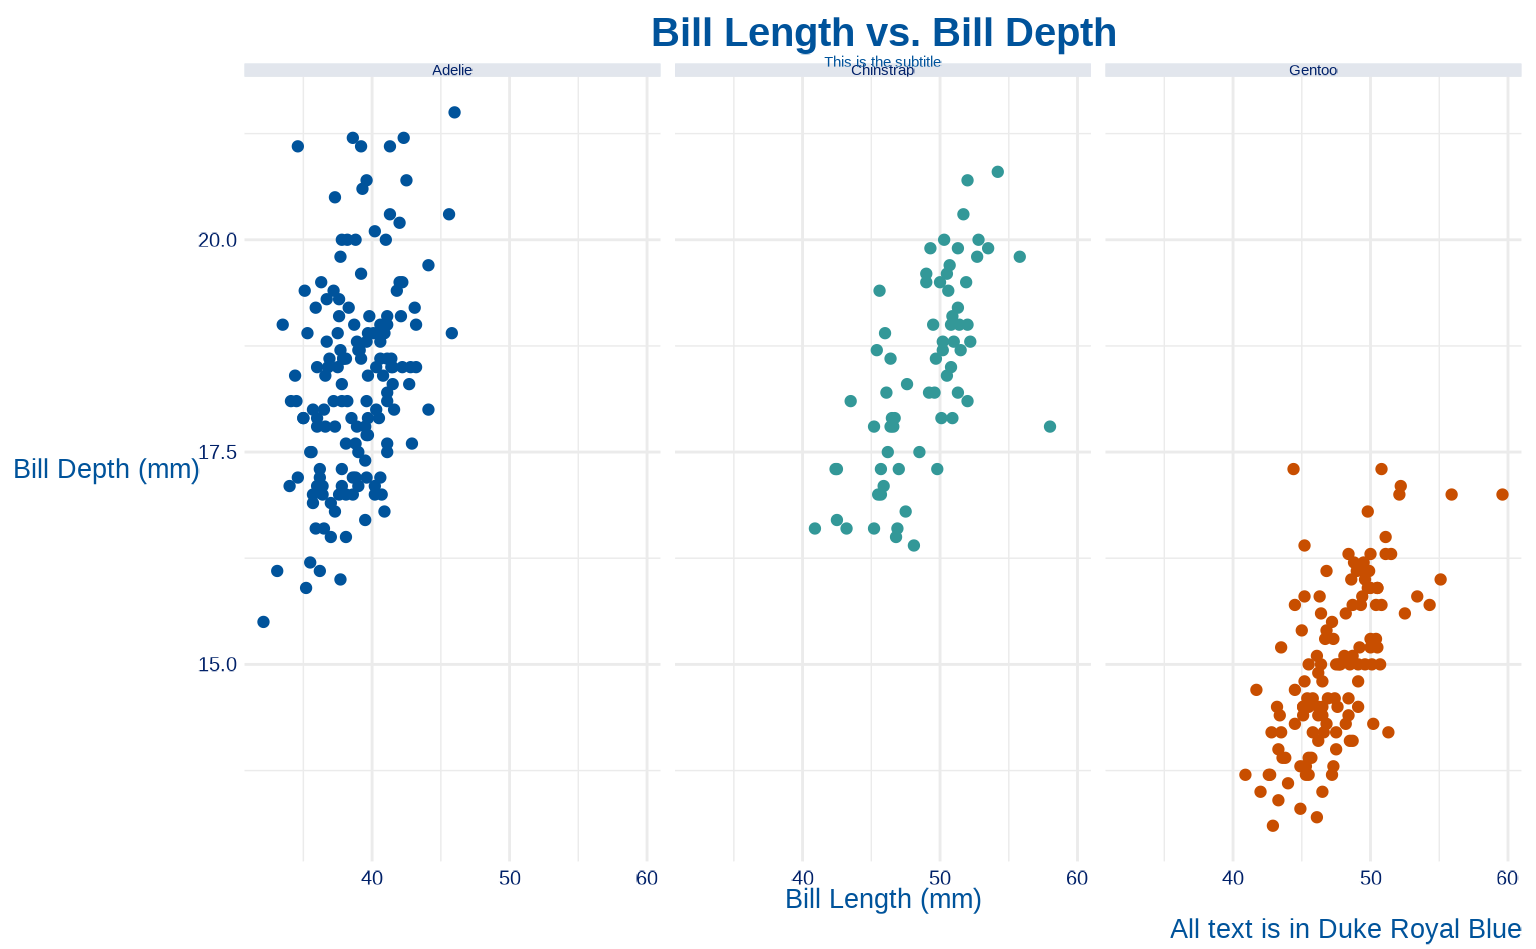 Bill Length vs. Bill Depth
This is the subtitle
Adelie
Chinstrap
Gentoo
20.0
17.5
15.0
Bill Depth (mm)
40 50 60
40 50 60
40 50 60
Bill Length (mm)
All text is in Duke Royal Blue